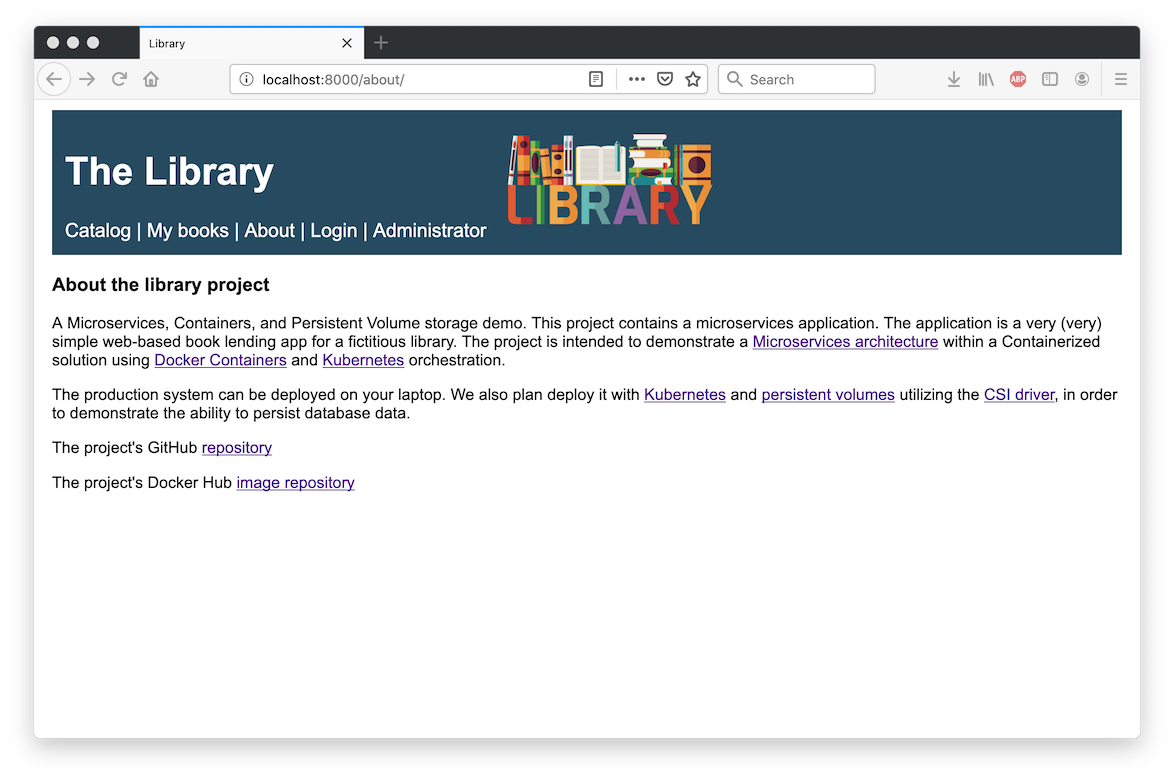 Library
localhost:8000/about/
Search
ABP
The Library
LIBRARY
Catalog | My books | About | Login | Administrator
About the library project
A Microservices, Containers, and Persistent Volume storage demo. This project contains a microservices application. The application is a very (very)
simple web-based book lending app for a fictitious library. The project is intended to demonstrate a Microservices architecture within a Containerized
solution using Docker Containers and Kubernetes orchestration.
The production system can be deployed on your laptop. We also plan deploy it with Kubernetes and persistent volumes utilizing the CSI driver, in order
to demonstrate the ability to persist database data.
The project's GitHub repository
The project's Docker Hub image repository